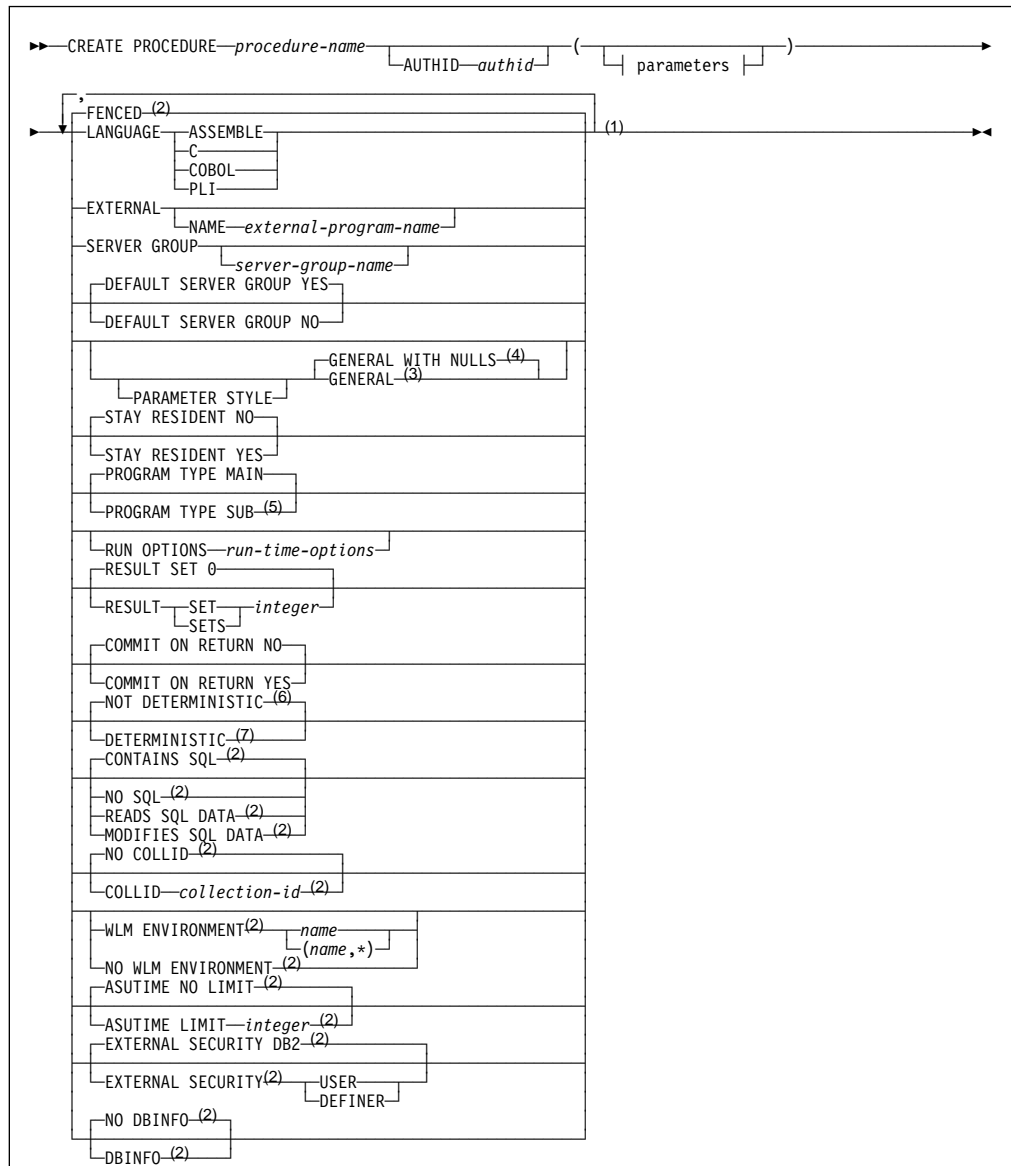 CREATE PROCEDURE procedure-name AUTHID authid ( parameters )
,
FENCED (2)
LANGUAGE ASSEMBLE (1)
C
COBOL
PLI
EXTERNAL
NAME external-program-name
SERVER GROUP
server-group-name
DEFAULT SERVER GROUP YES
DEFAULT SERVER GROUP NO
GENERAL WITH NULLS (4)
PARAMETER STYLE GENERAL (3)
STAY RESIDENT NO
STAY RESIDENT YES
PROGRAM TYPE MAIN
PROGRAM TYPE SUB (5)
RUN OPTIONS run-time-options
RESULT SET 0
RESULT SET integer
SETS
COMMIT ON RETURN NO
COMMIT ON RETURN YES
NOT DETERMINISTIC (6)
DETERMINISTIC (7)
CONTAINS SQL (2)
NO SQL (2)
READS SQL DATA (2)
MODIFIES SQL DATA (2)
NO COLLID (2)
COLLID collection-id (2)
WLM ENVIRONMENT (2) name
(name,*)
NO WLM ENVIRONMENT (2)
ASUTIME NO LIMIT (2)
ASUTIME LIMIT integer (2)
EXTERNAL SECURITY DB2 (2)
EXTERNAL SECURITY (2) USER
DEFINER
NO DBINFO (2)
DBINFO (2)